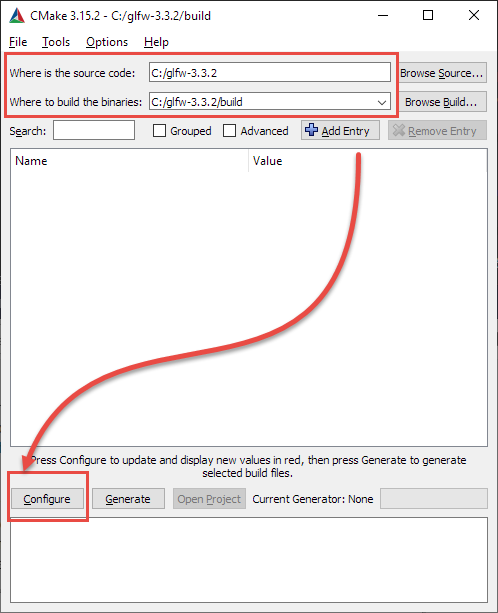 CMake 3.15.2 - C:/glfw-3.3.2/build
File Tools Options Help
Where is the source code: C:/glfw-3.3.2 Browse Source...
Where to build the binaries: C:/glfw-3.3.2/build Browse Build...
Search: Grouped Advanced Add Entry Remove Entry
Name Value
Press Configure to update and display new values in red, then press Generate to generate
selected build files.
Configure Generate Open Project Current Generator: None